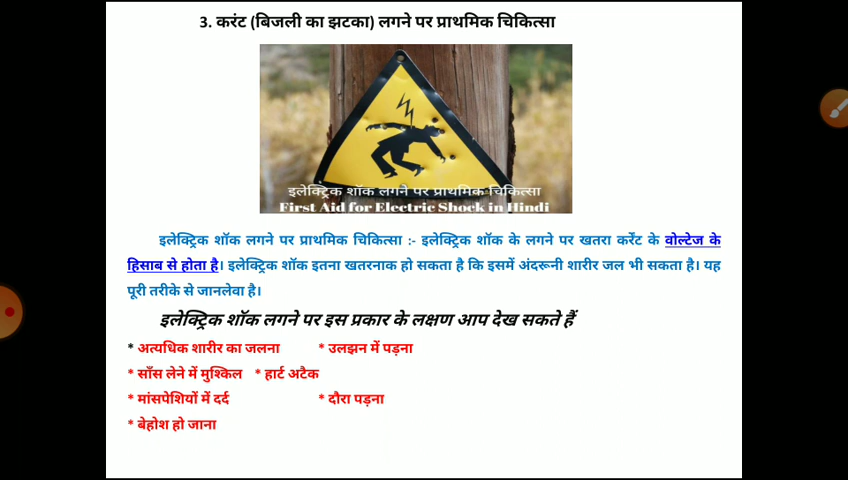 3. करंट (बिजली का झटका) लगने पर प्राथमिक चिकित्सा
इलेक्ट्रिक शॉक लगने पर प्राथमिक चिकित्सा
First Aid for Electric Shock in Hindi
इलेक्ट्रिक शॉक लगने पर प्राथमिक चिकित्सा :- इलेक्ट्रिक शॉक के लगने पर खतरा करेंट के वोल्टेज के
हिसाब से होता है। इलेक्ट्रिक शॉक इतना खतरनाक हो सकता है कि इसमें अंदरूनी शारीर जल भी सकता है। यह
पूरी तरीके से जानलेवा है।
इलेक्ट्रिक शॉक लगने पर इस प्रकार के लक्षण आप देख सकते हैं
* अत्यधिक शारीर का जलना * उलझन में पड़ना
* साँस लेने में मुश्किल * हार्ट अटैक
* मांसपेशियों में दर्द * दौरा पड़ना
* बेहोश हो जाना